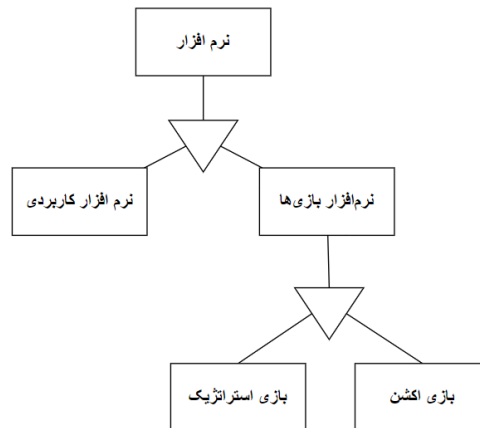 نرم افزار
نرم‌افزار بازی‌ها
نرم افزار کاربردی
بازی اکشن
بازی استراتژیک